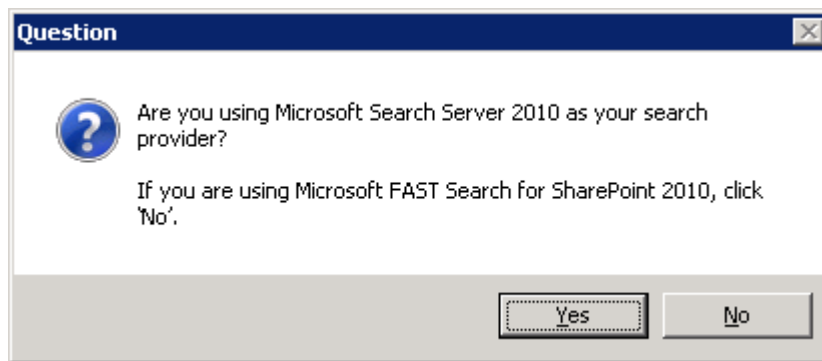 Question
Are you using Microsoft Search Server 2010 as your search
provider?
If you are using Microsoft FAST Search for SharePoint 2010, click
'No'.
Yes
No